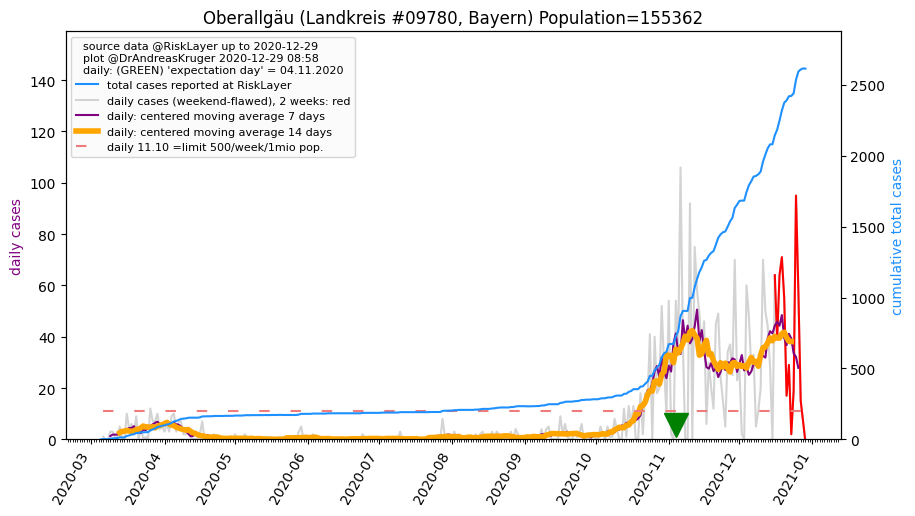 Oberallgäu (Landkreis #09780, Bayern) Population=155362
source data @RiskLayer up to 2020-12-29
plot @DrAndreasKruger 2020-12-29 08:58
daily: (GREEN) 'expectation day' = 04.11.2020
total cases reported at RiskLayer
daily cases (weekend-flawed), 2 weeks: red
daily: centered moving average 7 days
daily: centered moving average 14 days
daily 11.10 =limit 500/week/1mio pop.
daily cases
0
20
40
60
80
100
120
140
cumulative total cases
0
500
1000
1500
2000
2500
2020-03
2020-04
2020-05
2020-06
2020-07
2020-08
2020-09
2020-10
2020-11
2020-12
2021-01